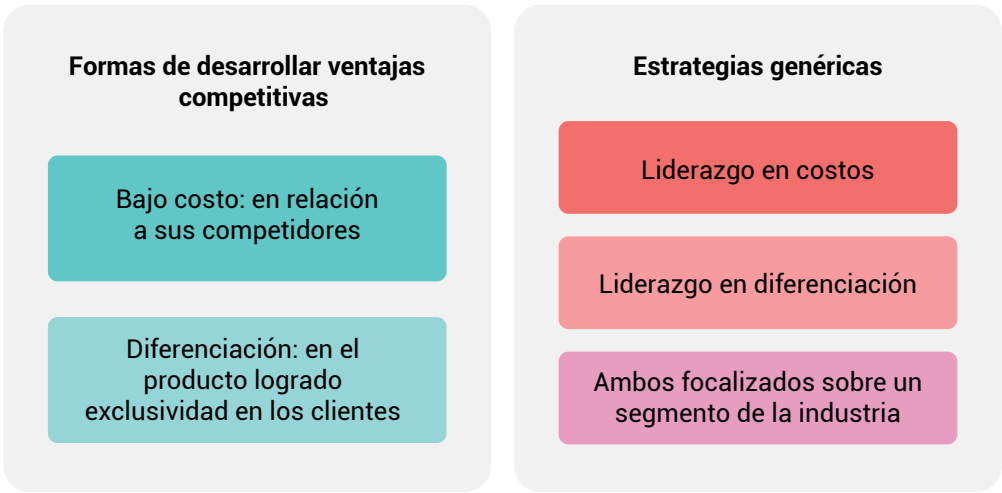 Formas de desarrollar ventajas
competitivas
Bajo costo: en relación
a sus competidores
Diferenciación: en el
producto logrado
exclusividad en los clientes
Estrategias genéricas
Liderazgo en costos
Liderazgo en diferenciación
Ambos focalizados sobre un
segmento de la industria